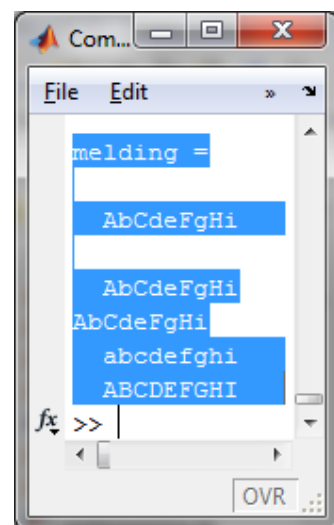 Com...
File Edit »
melding =
AbCdeFgHi
AbCdeFgHi
AbCdeFgHi
abcdefghi
ABCDEFGHI
fx >>
OVR